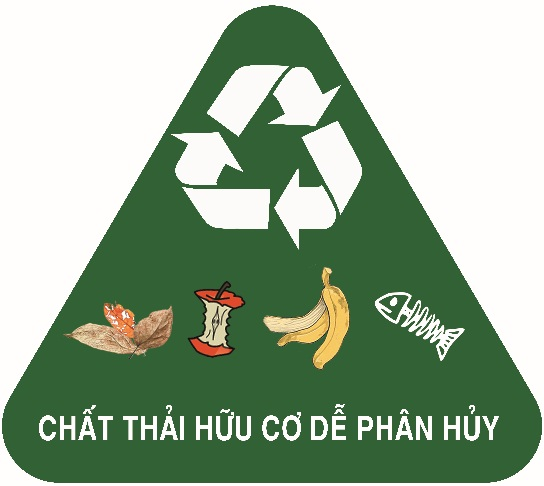 CHẤT THẢI HỮU CƠ DỄ PHÂN HỦY